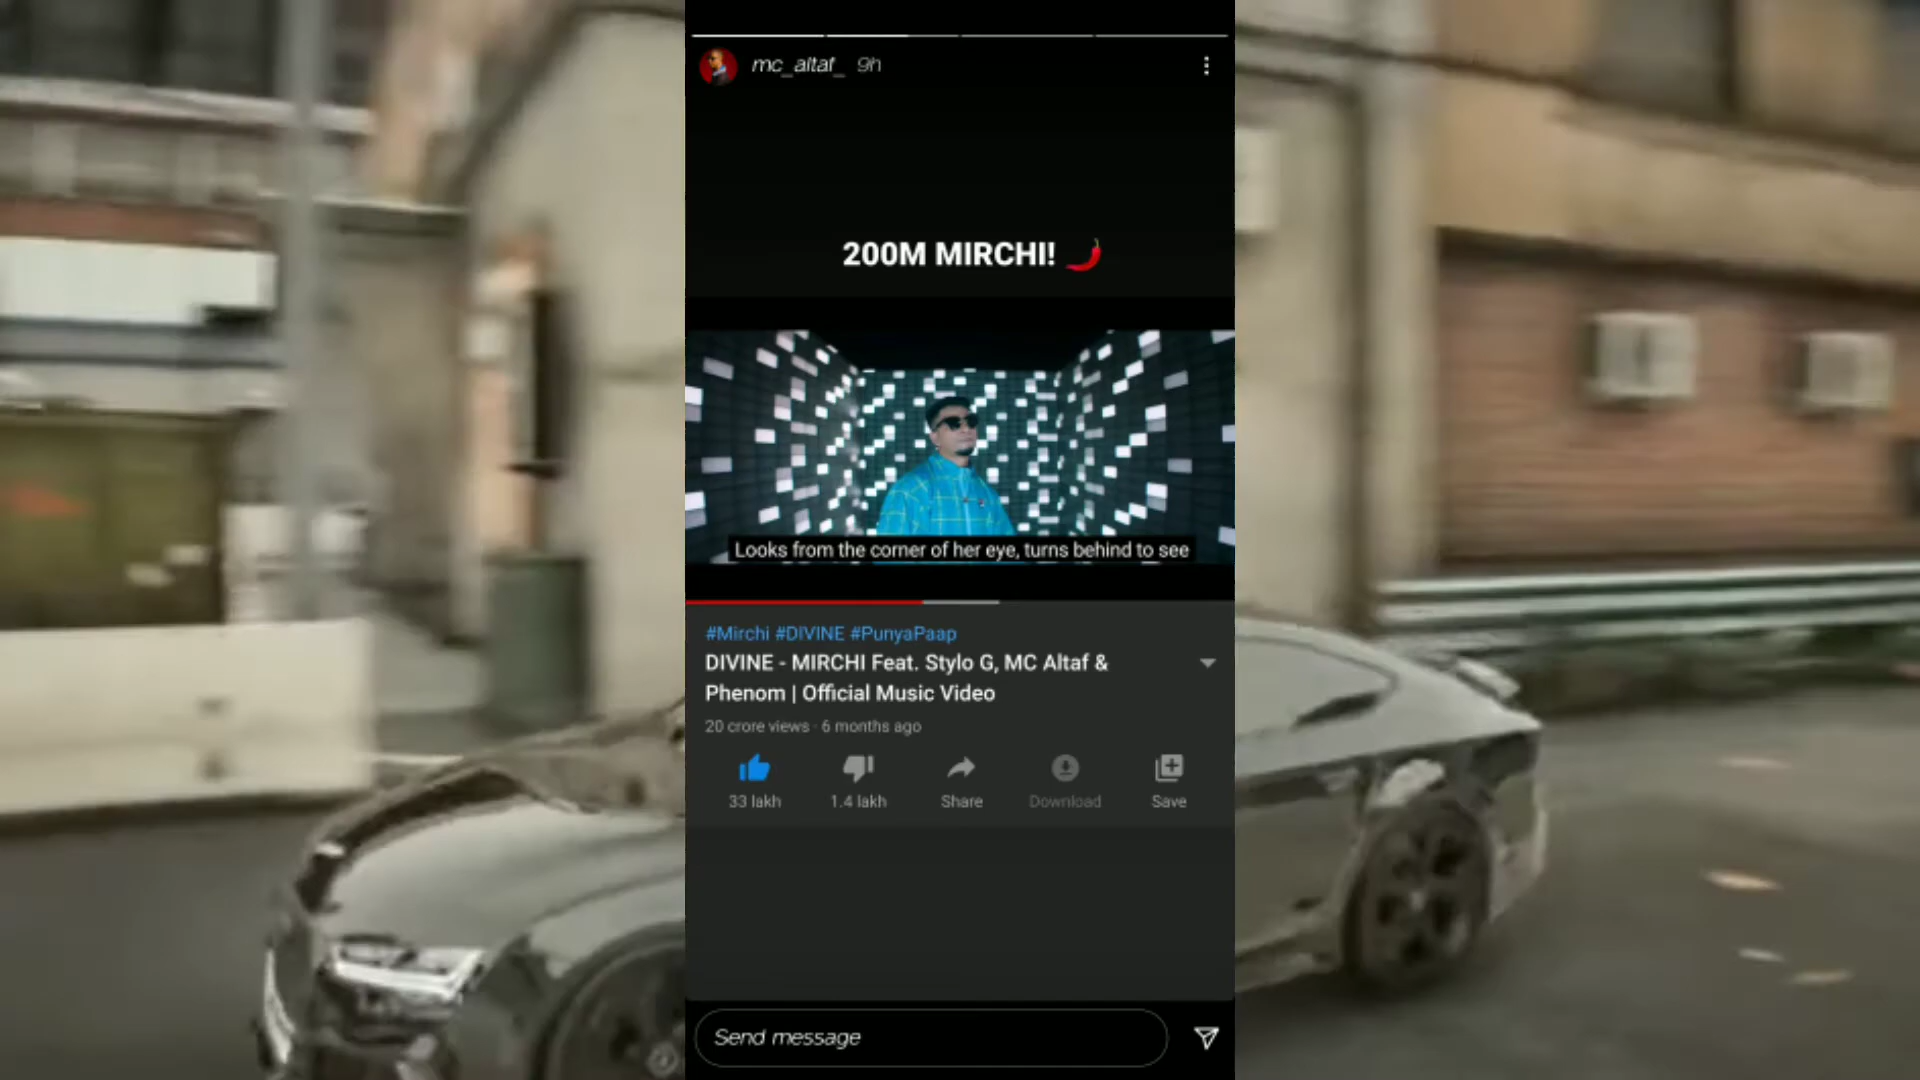 mc_altaf_ 9h
200M MIRCHI!
Looks from the corner of her eye, turns behind to see
#Mirchi #DIVINE #PunyaPaap
DIVINE - MIRCHI Feat. Stylo G, MC Altaf &
Phenom | Official Music Video
20 crore views · 6 months ago
33 lakh 1.4 lakh Share Download Save
Send message